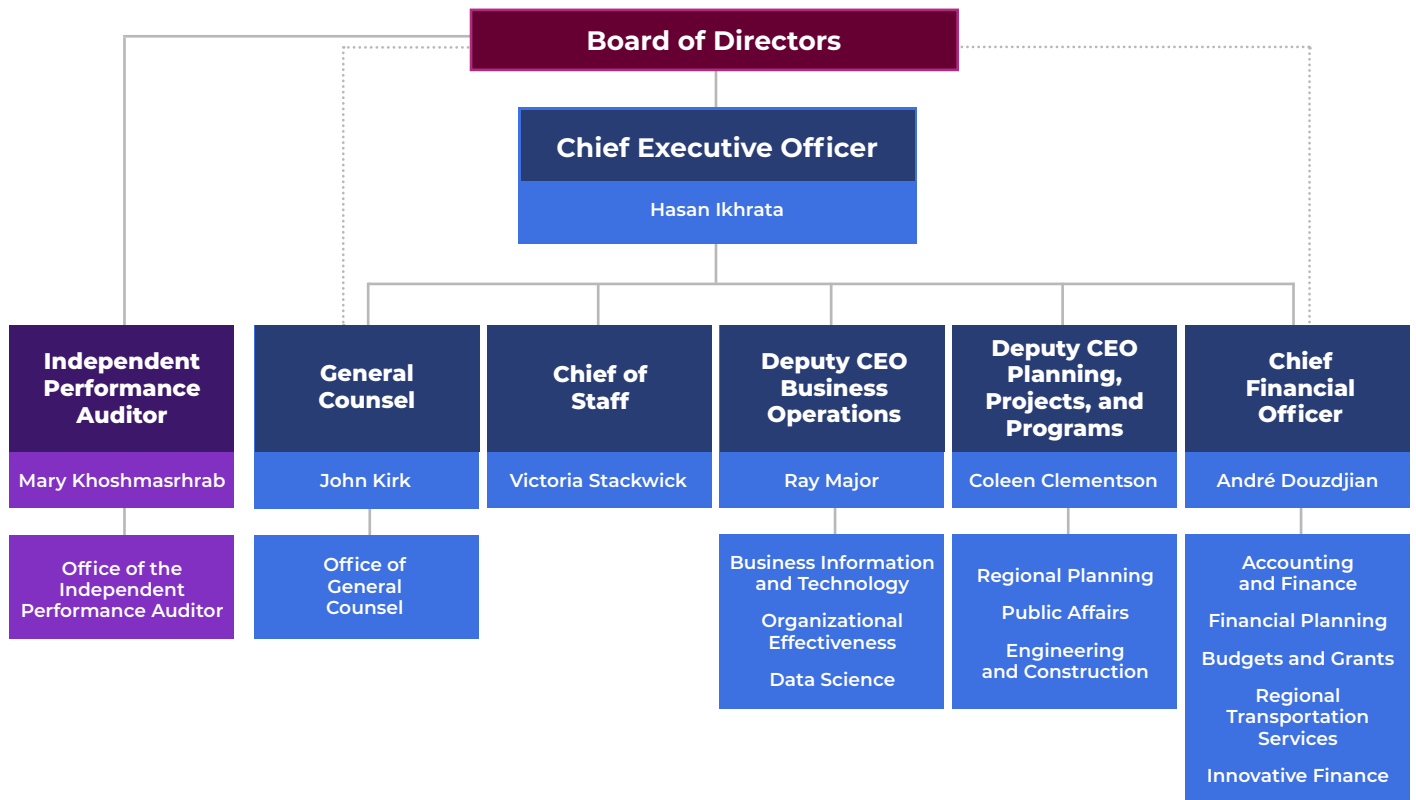 Board of Directors
Chief Executive Officer
Hasan Ikhrata
Independent
Performance
Auditor
Mary Khoshmasrhrab
Office of the
Independent
Performance Auditor
General
Counsel
John Kirk
Office of
General
Counsel
Chief of
Staff
Victoria Stackwick
Deputy CEO
Business
Operations
Ray Major
Business Information
and Technology
Organizational
Effectiveness
Data Science
Deputy CEO
Planning,
Projects, and
Programs
Coleen Clementson
Regional Planning
Public Affairs
Engineering
and Construction
Chief
Financial
Officer
André Douzdjian
Accounting
and Finance
Financial Planning
Budgets and Grants
Regional
Transportation
Services
Innovative Finance